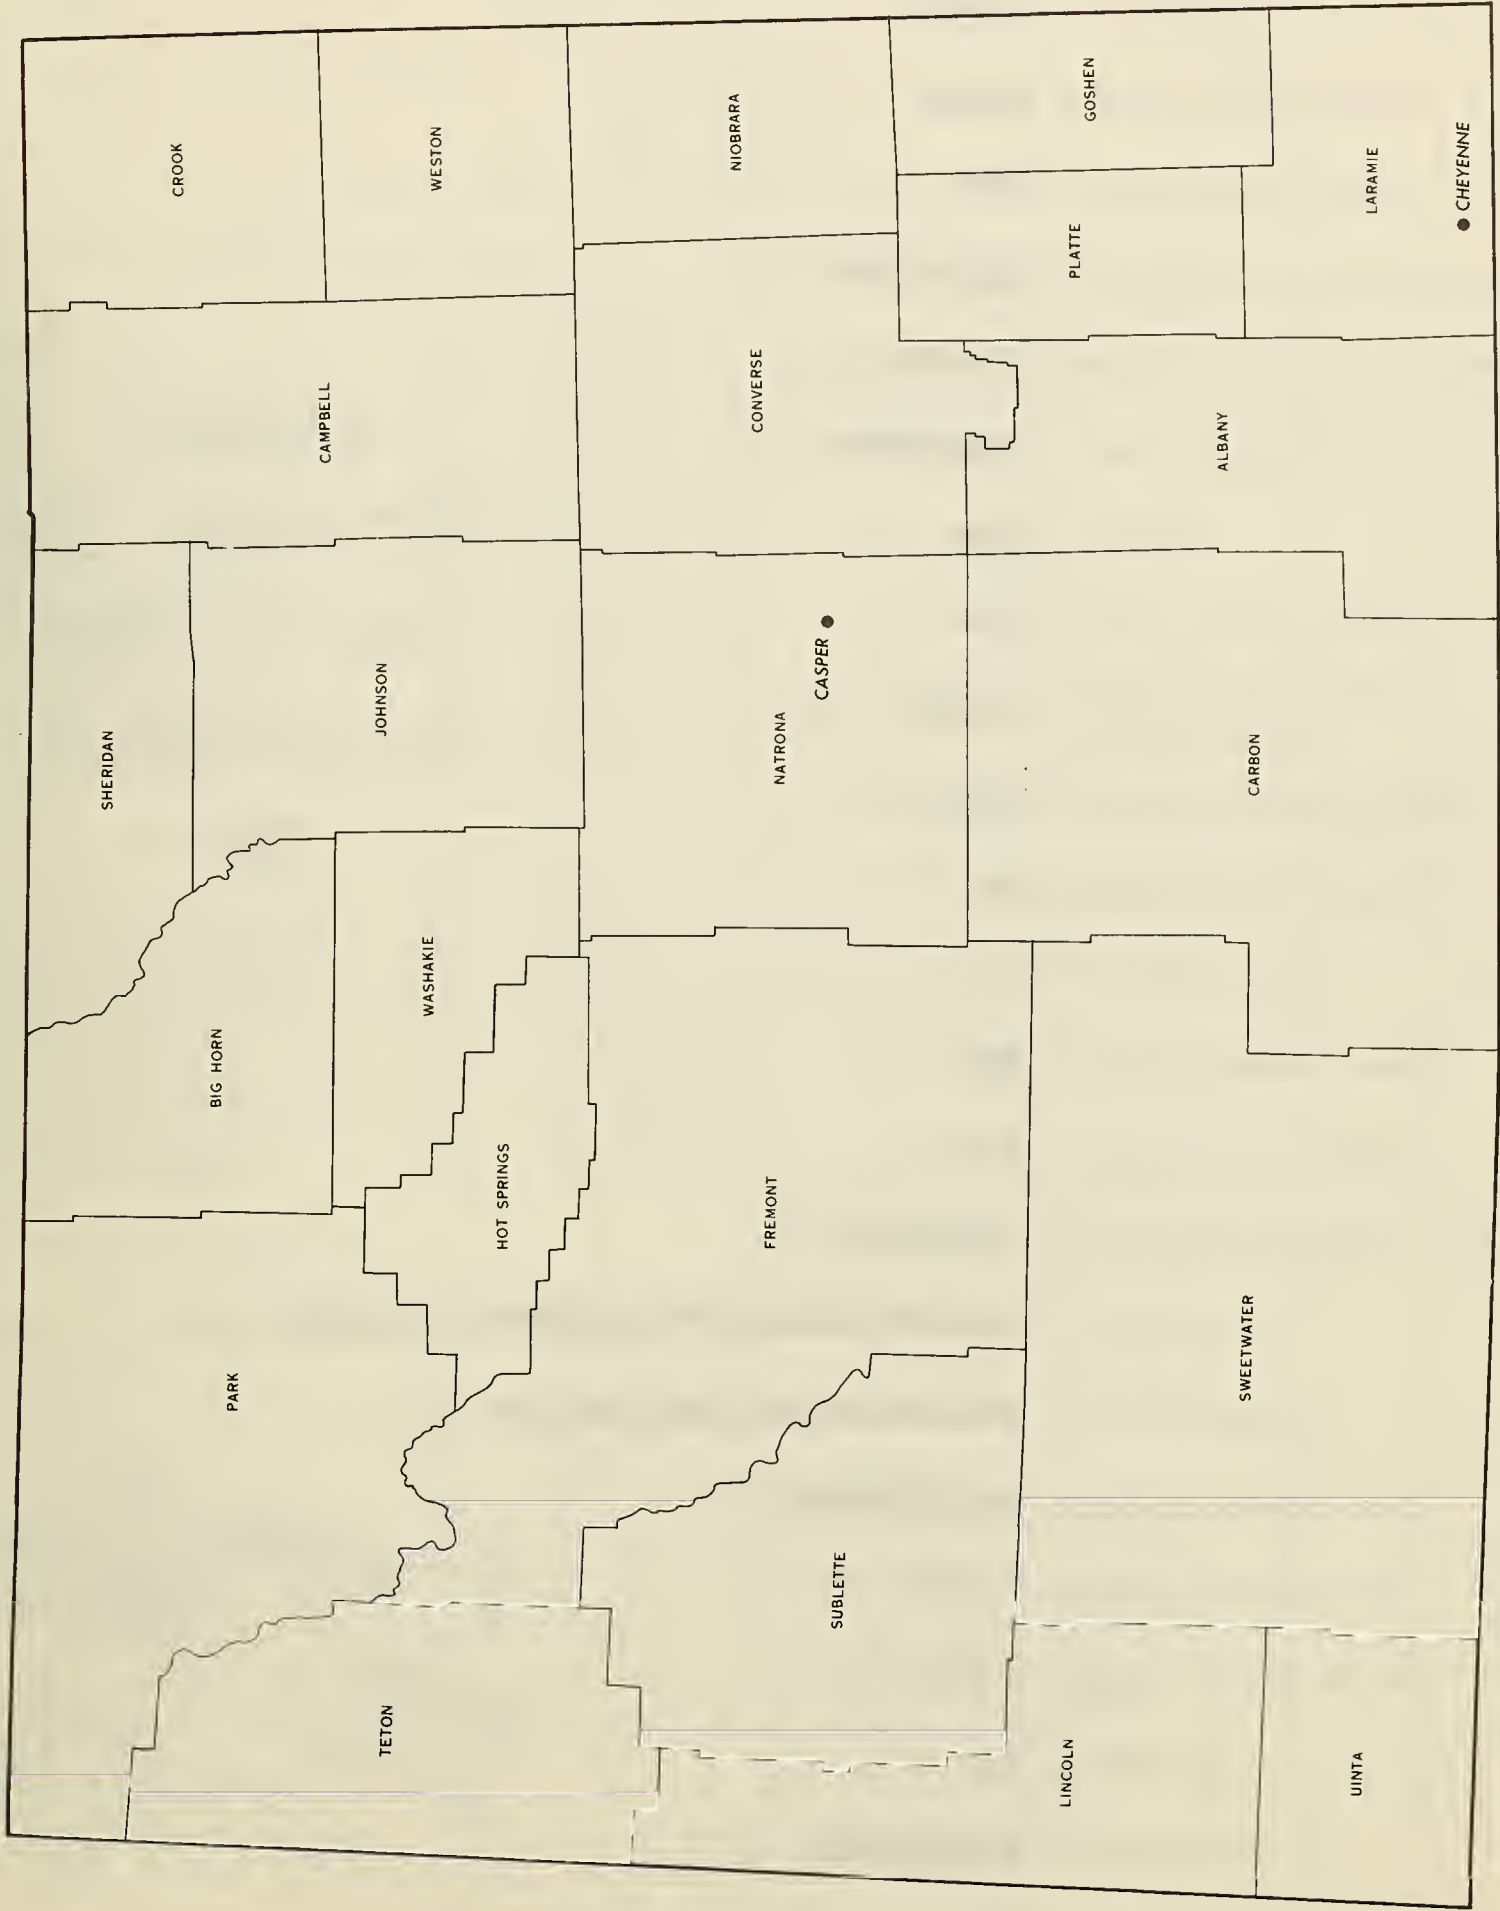 PARK
BIG HORN
SHERIDAN
CAMPBELL
CROOK
TETON
HOT SPRINGS
WASHAKIE
JOHNSON
WESTON
SUBLETTE
FREMONT
NATRONA
CASPER
CONVERSE
NIOBRARA
LINCOLN
UINTA
SWEETWATER
CARBON
ALBANY
PLATTE
GOSHEN
LARAMIE
CHEYENNE